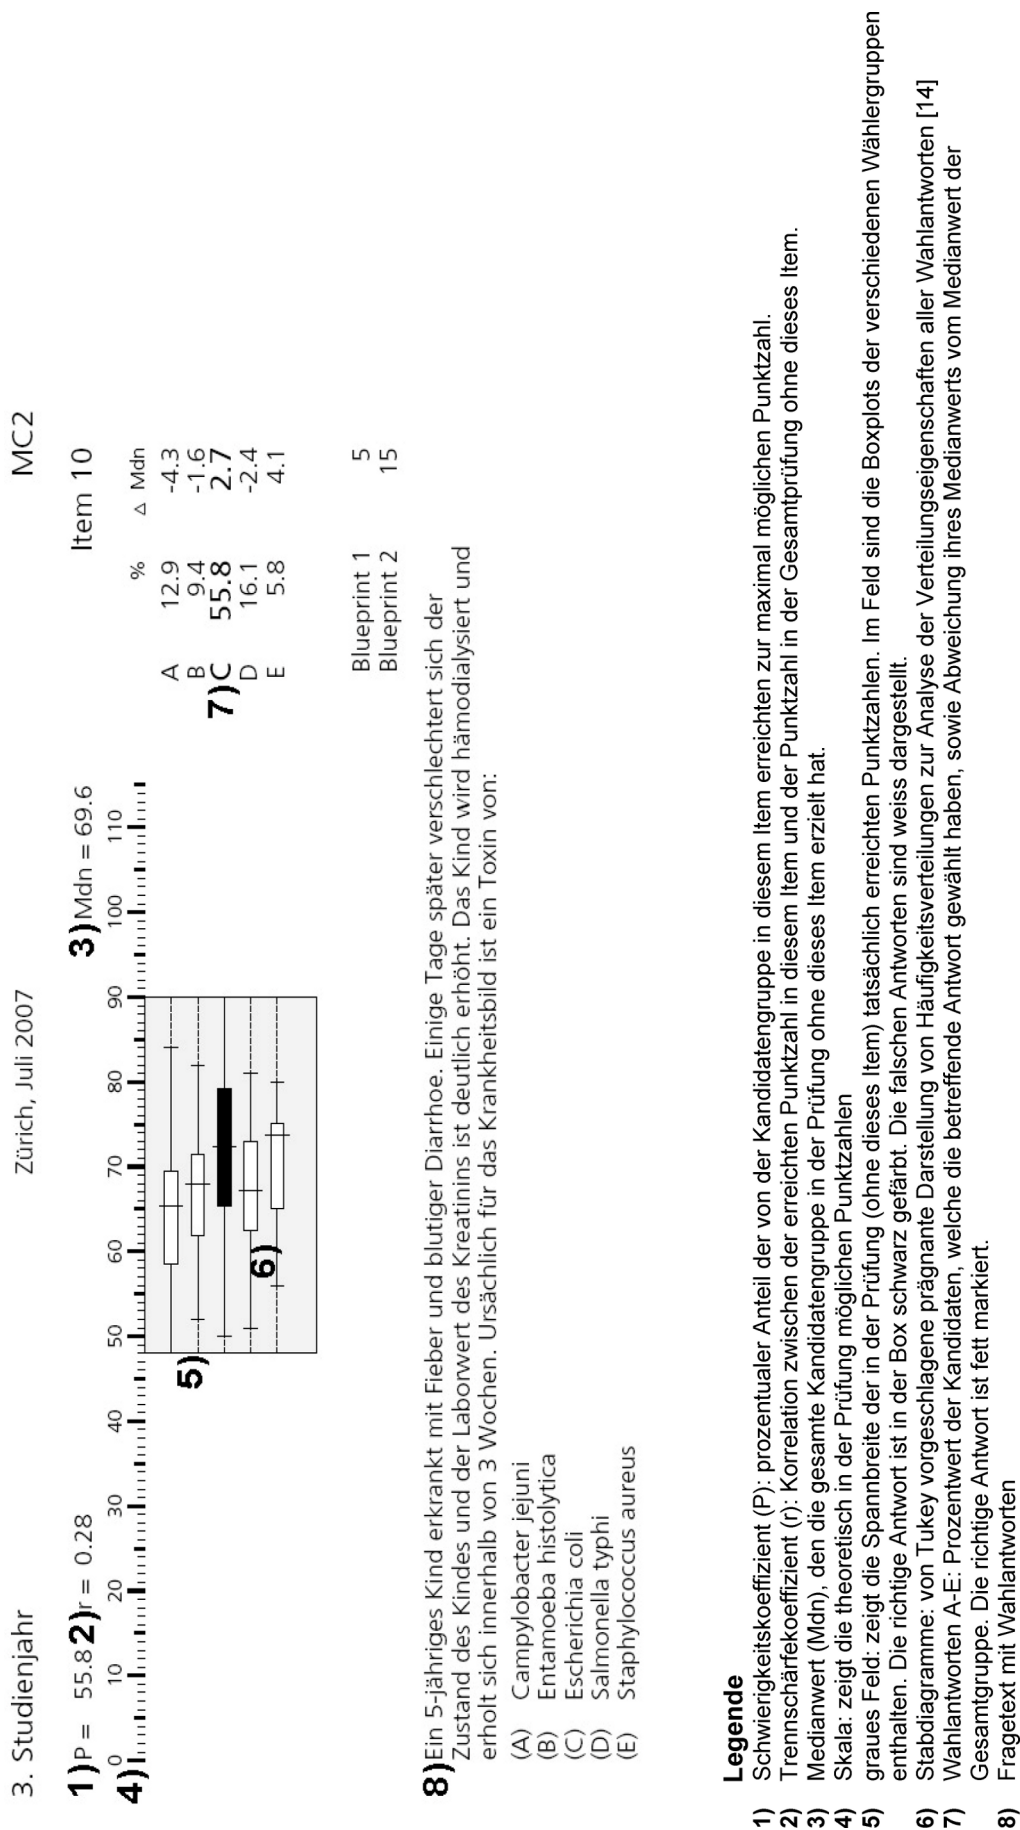 3. Studienjahr Zürich, Juli 2007 MC2
1) P = 55.8 2) r = 0.28 3) Mdn = 69.6 Item 10
4) 0 10 20 30 40 50 60 70 80 90 100 110
% Δ Mdn
A 12.9 -4.3
B 9.4 -1.6
7) C 55.8 2.7
D 16.1 -2.4
E 5.8 4.1
5)
6)
Blueprint 1 5
Blueprint 2 15
8) Ein 5-jähriges Kind erkrankt mit Fieber und blutiger Diarrhoe. Einige Tage später verschlechtert sich der
Zustand des Kindes und der Laborwert des Kreatinins ist deutlich erhöht. Das Kind wird hämodialysiert und
erholt sich innerhalb von 3 Wochen. Ursächlich für das Krankheitsbild ist ein Toxin von:
(A) Campylobacter jejuni
(B) Entamoeba histolytica
(C) Escherichia coli
(D) Salmonella typhi
(E) Staphylococcus aureus
Legende
1) Schwierigkeitskoeffizient (P): prozentualer Anteil der von der Kandidatengruppe in diesem Item erreichten zur maximal möglichen Punktzahl.
2) Trennschärfekoeffizient (r): Korrelation zwischen der erreichten Punktzahl in diesem Item und der Punktzahl in der Gesamtprüfung ohne dieses Item.
3) Medianwert (Mdn), den die gesamte Kandidatengruppe in der Prüfung ohne dieses Item erzielt hat.
4) Skala: zeigt die theoretisch in der Prüfung möglichen Punktzahlen
5) graues Feld: zeigt die Spannbreite der in der Prüfung (ohne dieses Item) tatsächlich erreichten Punktzahlen. Im Feld sind die Boxplots der verschiedenen Wählergruppen
enthalten. Die richtige Antwort ist in der Box schwarz gefärbt. Die falschen Antworten sind weiss dargestellt.
6) Stabdiagramme: von Tukey vorgeschlagene prägnante Darstellung von Häufigkeitsverteilungen zur Analyse der Verteilungseigenschaften aller Wahlantworten [14]
7) Wahlantworten A-E: Prozentwert der Kandidaten, welche die betreffende Antwort gewählt haben, sowie Abweichung ihres Medianwerts vom Medianwert der
Gesamtgruppe. Die richtige Antwort ist fett markiert.
8) Fragetext mit Wahlantworten